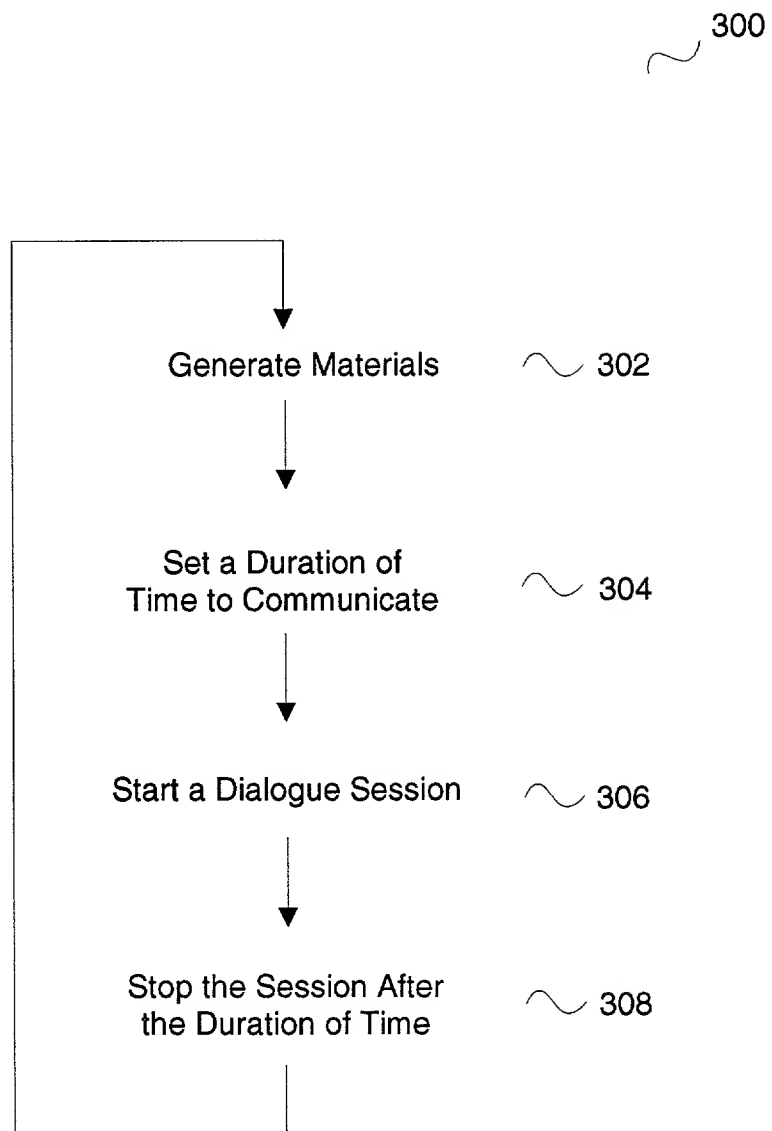 300
Generate Materials 302
Set a Duration of
Time to Communicate 304
Start a Dialogue Session 306
Stop the Session After
the Duration of Time 308